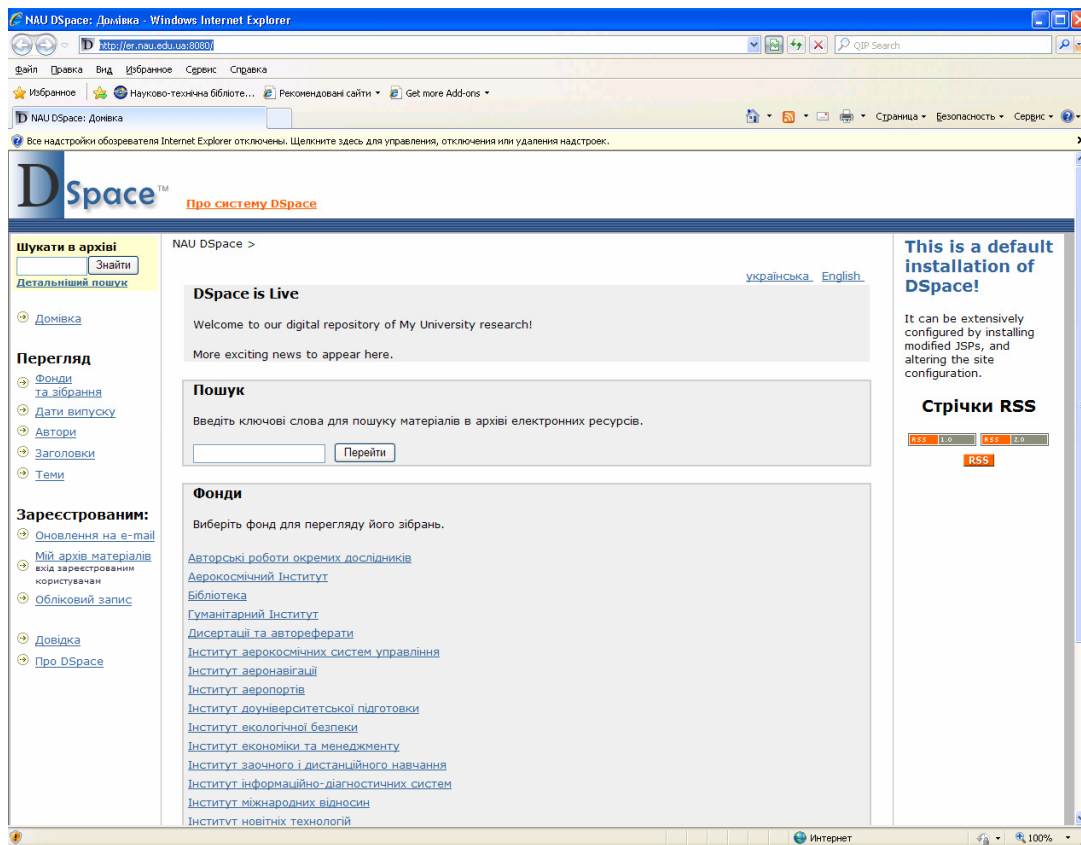 NAU DSpace: Домівка - Windows Internet Explorer
http://er.nau.edu.ua:8080/
QIP Search
Файл Правка Вид Избранное Сервис Справка
Избранное Науково-технічна бібліоте... Рекомендовані сайти Get more Add-ons
NAU DSpace: Домівка
Страница Безопасность Сервис
Все надстройки обозревателя Internet Explorer отключены. Щелкните здесь для управления, отключения или удаления надстроек.
DSpace™
Про систему DSpace
Шукати в архіві
Знайти
Детальніший пошук
Домівка
Перегляд
Фонди
та зібрання
Дати випуску
Автори
Заголовки
Теми
Зареєстрованим:
Оновлення на e-mail
Мій архів матеріалів
вхід зареєстрованим
користувачам
Обліковий запис
Довідка
Про DSpace
NAU DSpace >
українська English
DSpace is Live
Welcome to our digital repository of My University research!
More exciting news to appear here.
Пошук
Введіть ключові слова для пошуку матеріалів в архіві електронних ресурсів.
Перейти
Фонди
Виберіть фонд для перегляду його зібрань.
Авторські роботи окремих дослідників
Аерокосмічний Інститут
Бібліотека
Гуманітарний Інститут
Дисертації та автореферати
Інститут аерокосмічних систем управління
Інститут аеронавігації
Інститут аеропортів
Інститут доуніверситетської підготовки
Інститут екологічної безпеки
Інститут економіки та менеджменту
Інститут заочного і дистанційного навчання
Інститут інформаційно-діагностичних систем
Інститут міжнародних відносин
Інститут новітніх технологій
This is a default
installation of
DSpace!
It can be extensively
configured by installing
modified JSPs, and
altering the site
configuration.
Стрічки RSS
RSS 1.0 RSS 2.0
RSS
Интернет
100%